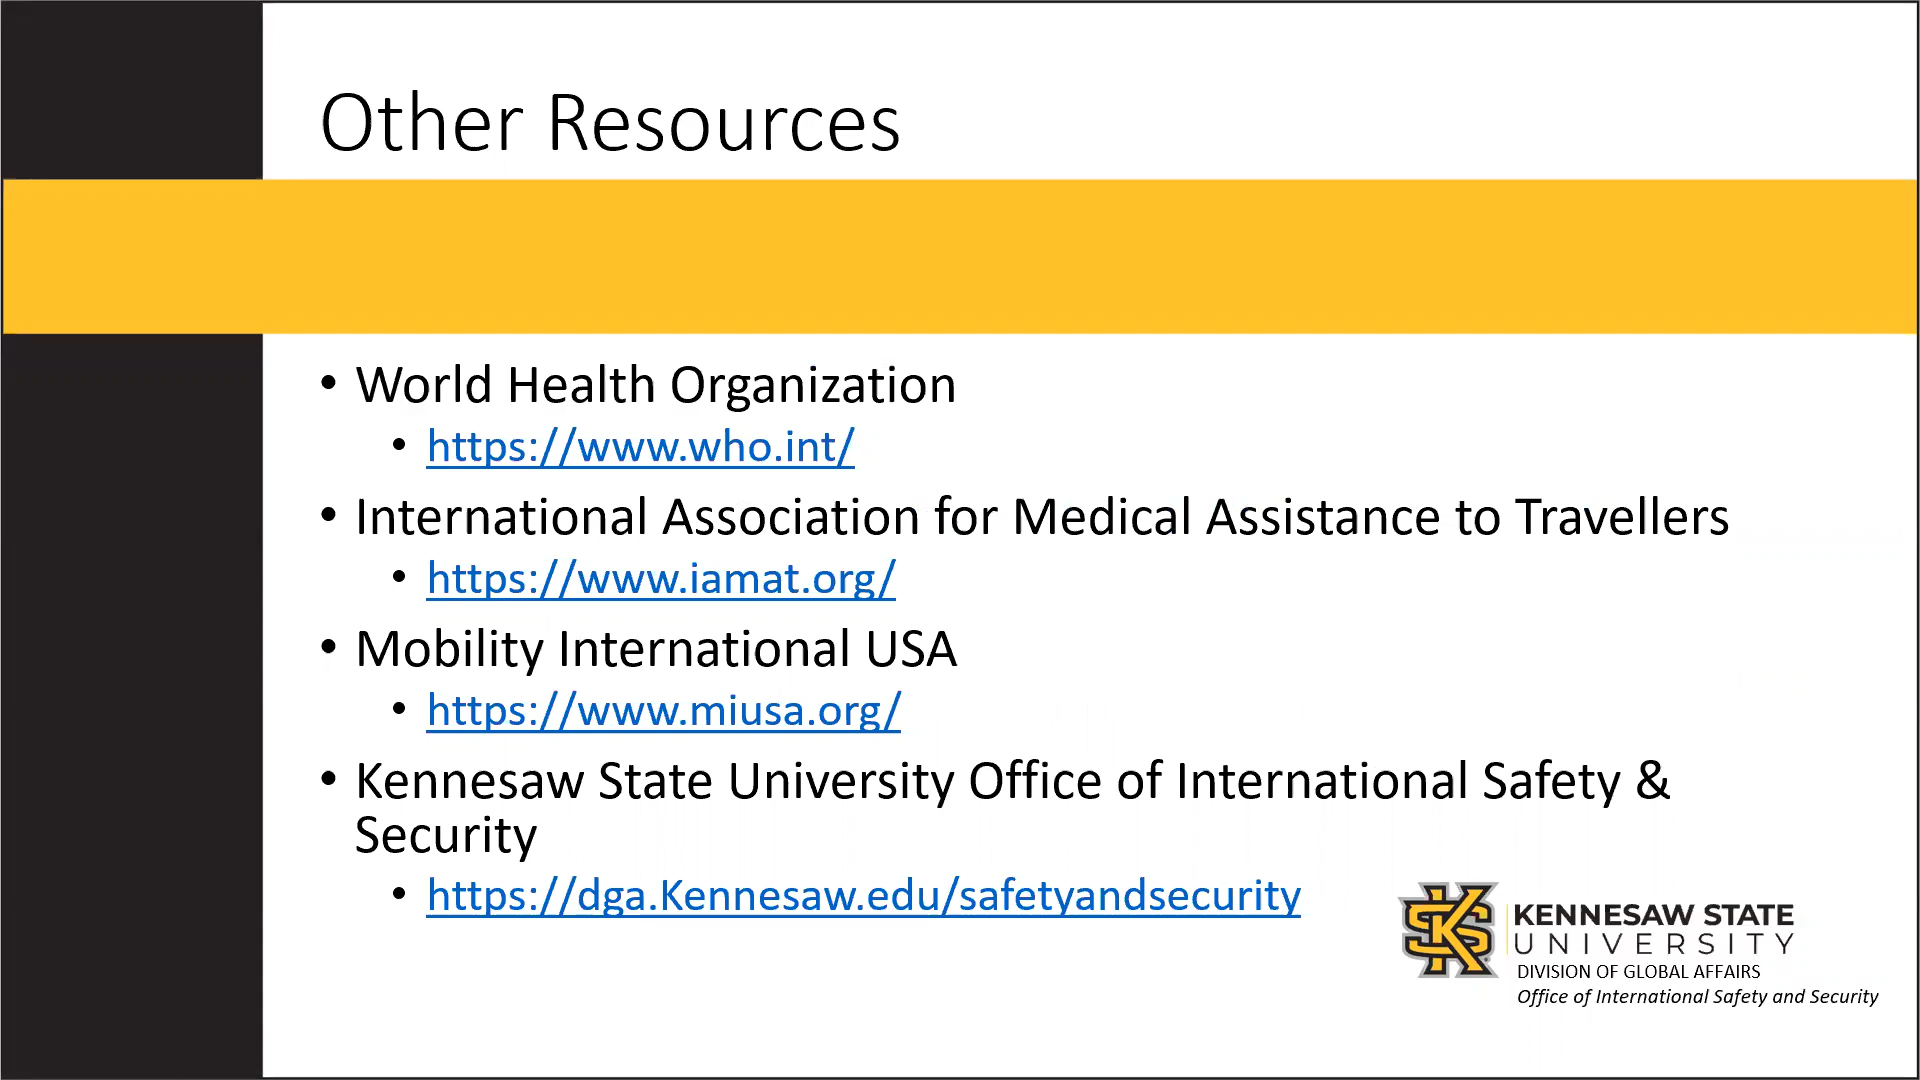 Other Resources
• World Health Organization
• https://www.who.int/
• International Association for Medical Assistance to Travellers
• https://www.iamat.org/
• Mobility International USA
• https://www.miusa.org/
• Kennesaw State University Office of International Safety &
Security
• https://dga.Kennesaw.edu/safetyandsecurity
KS
KENNESAW STATE
UNIVERSITY
DIVISION OF GLOBAL AFFAIRS
Office of International Safety and Security